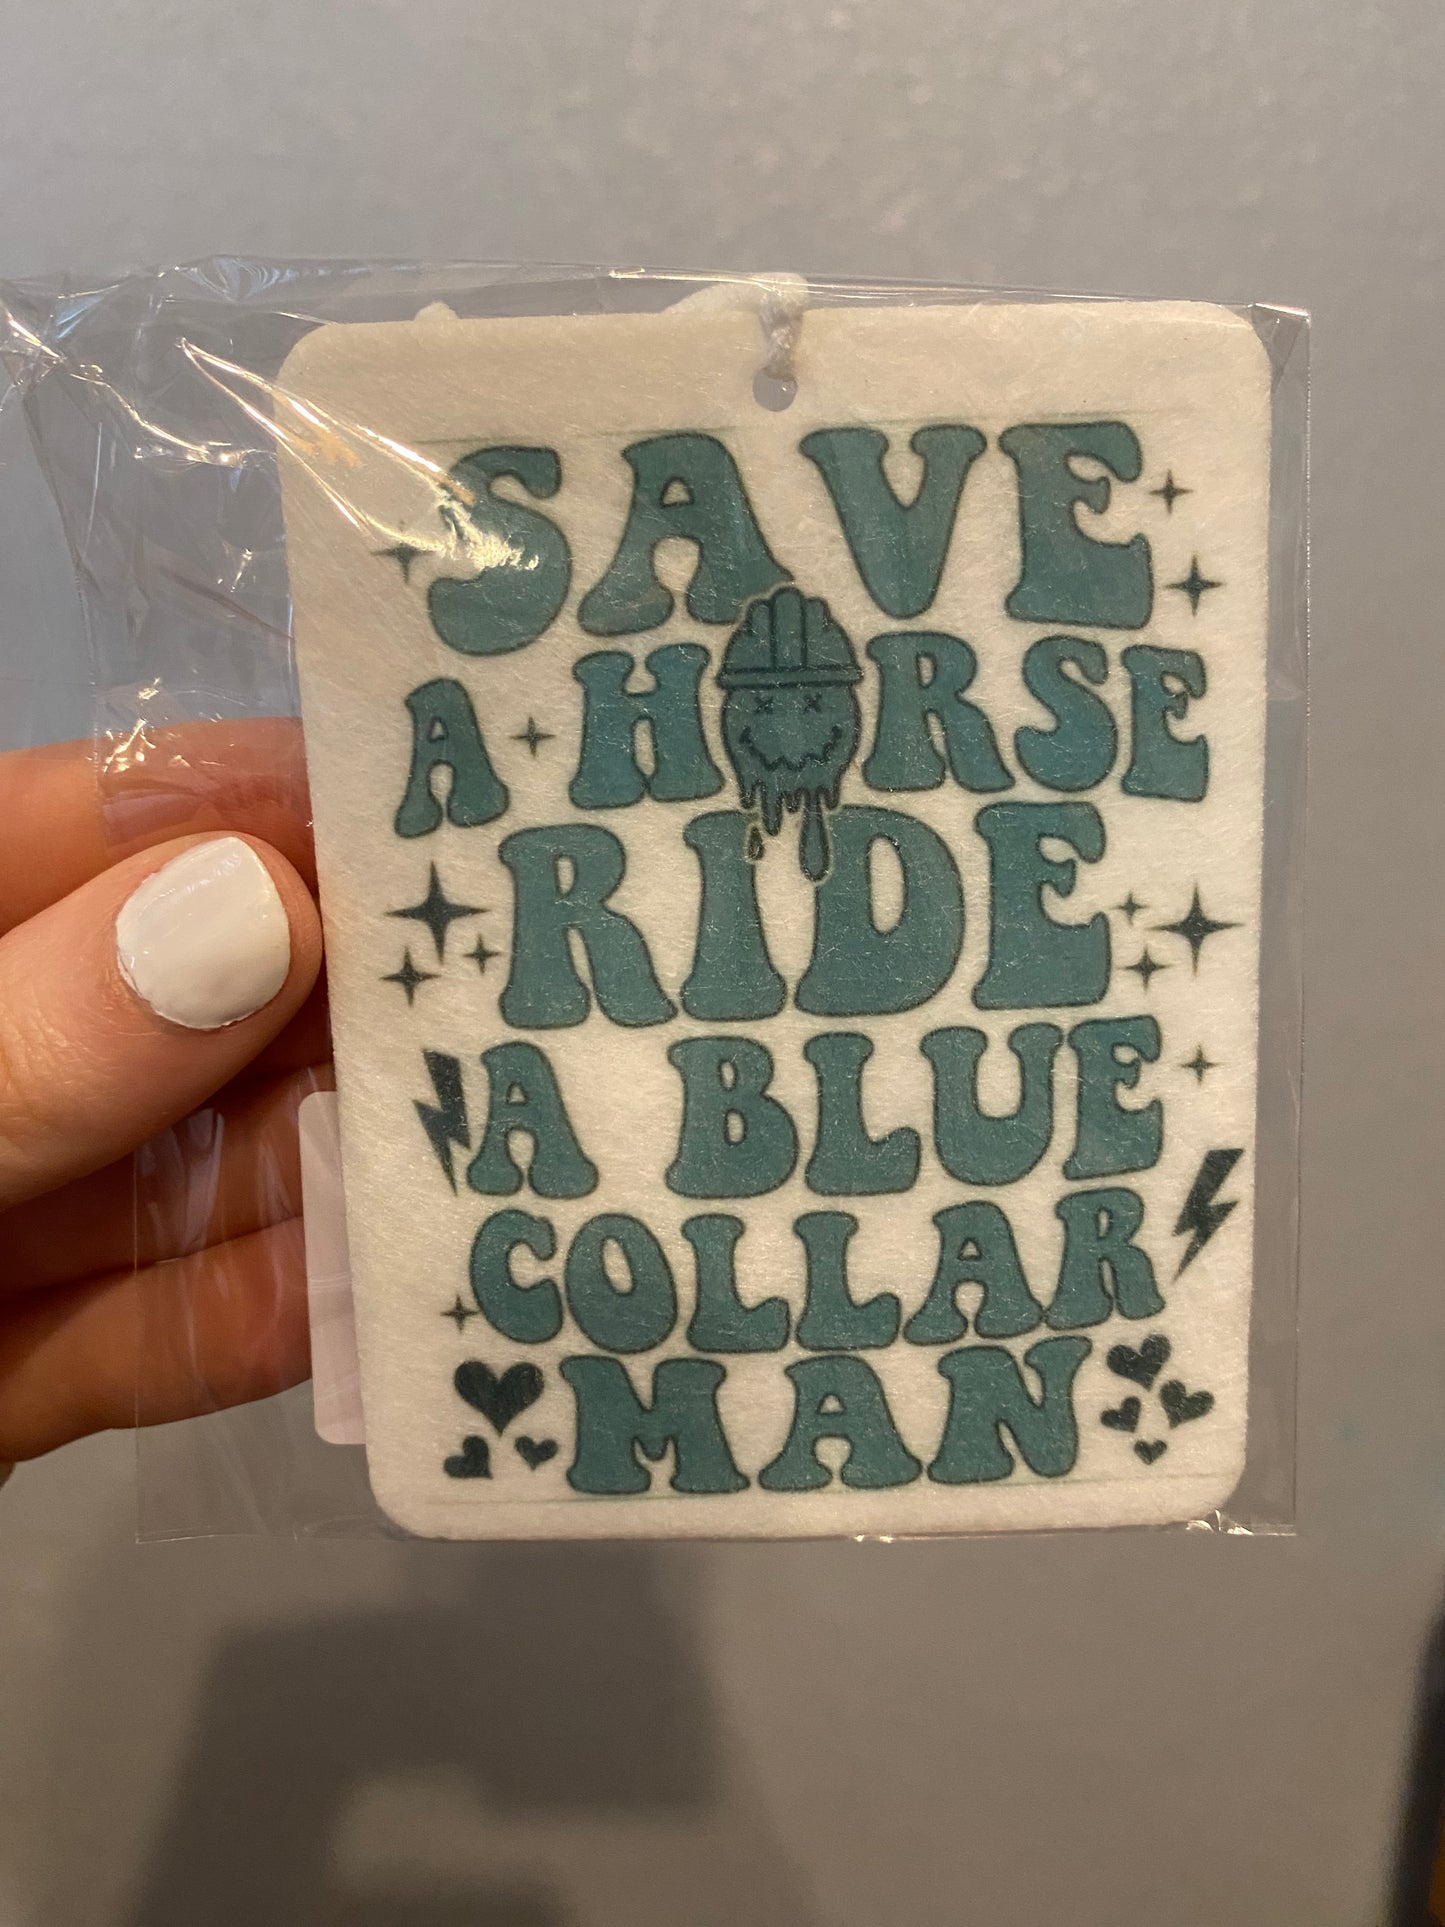 SAVE
A HORSE
RIDE
A BLUE
COLLAR
MAN